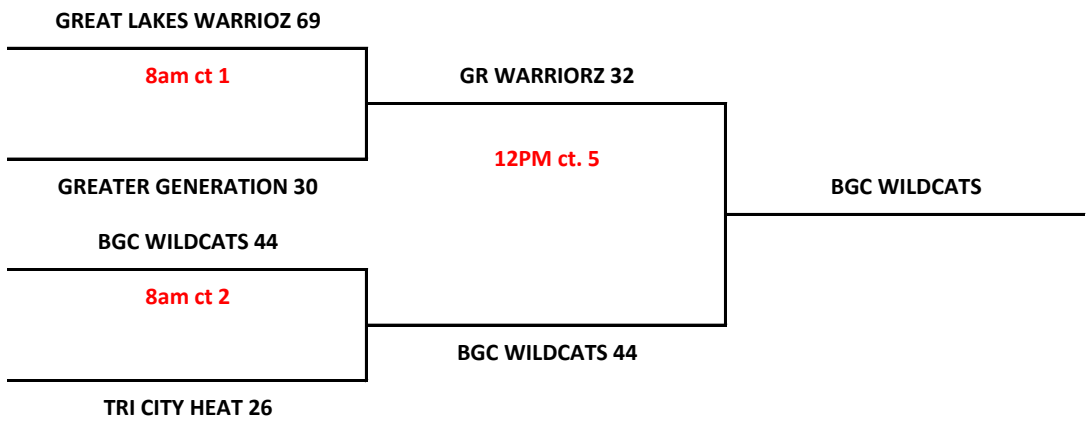 GREAT LAKES WARRIOZ 69
8am ct 1
GR WARRIORZ 32
12PM ct. 5
GREATER GENERATION 30
BGC WILDCATS
BGC WILDCATS 44
8am ct 2
BGC WILDCATS 44
TRI CITY HEAT 26